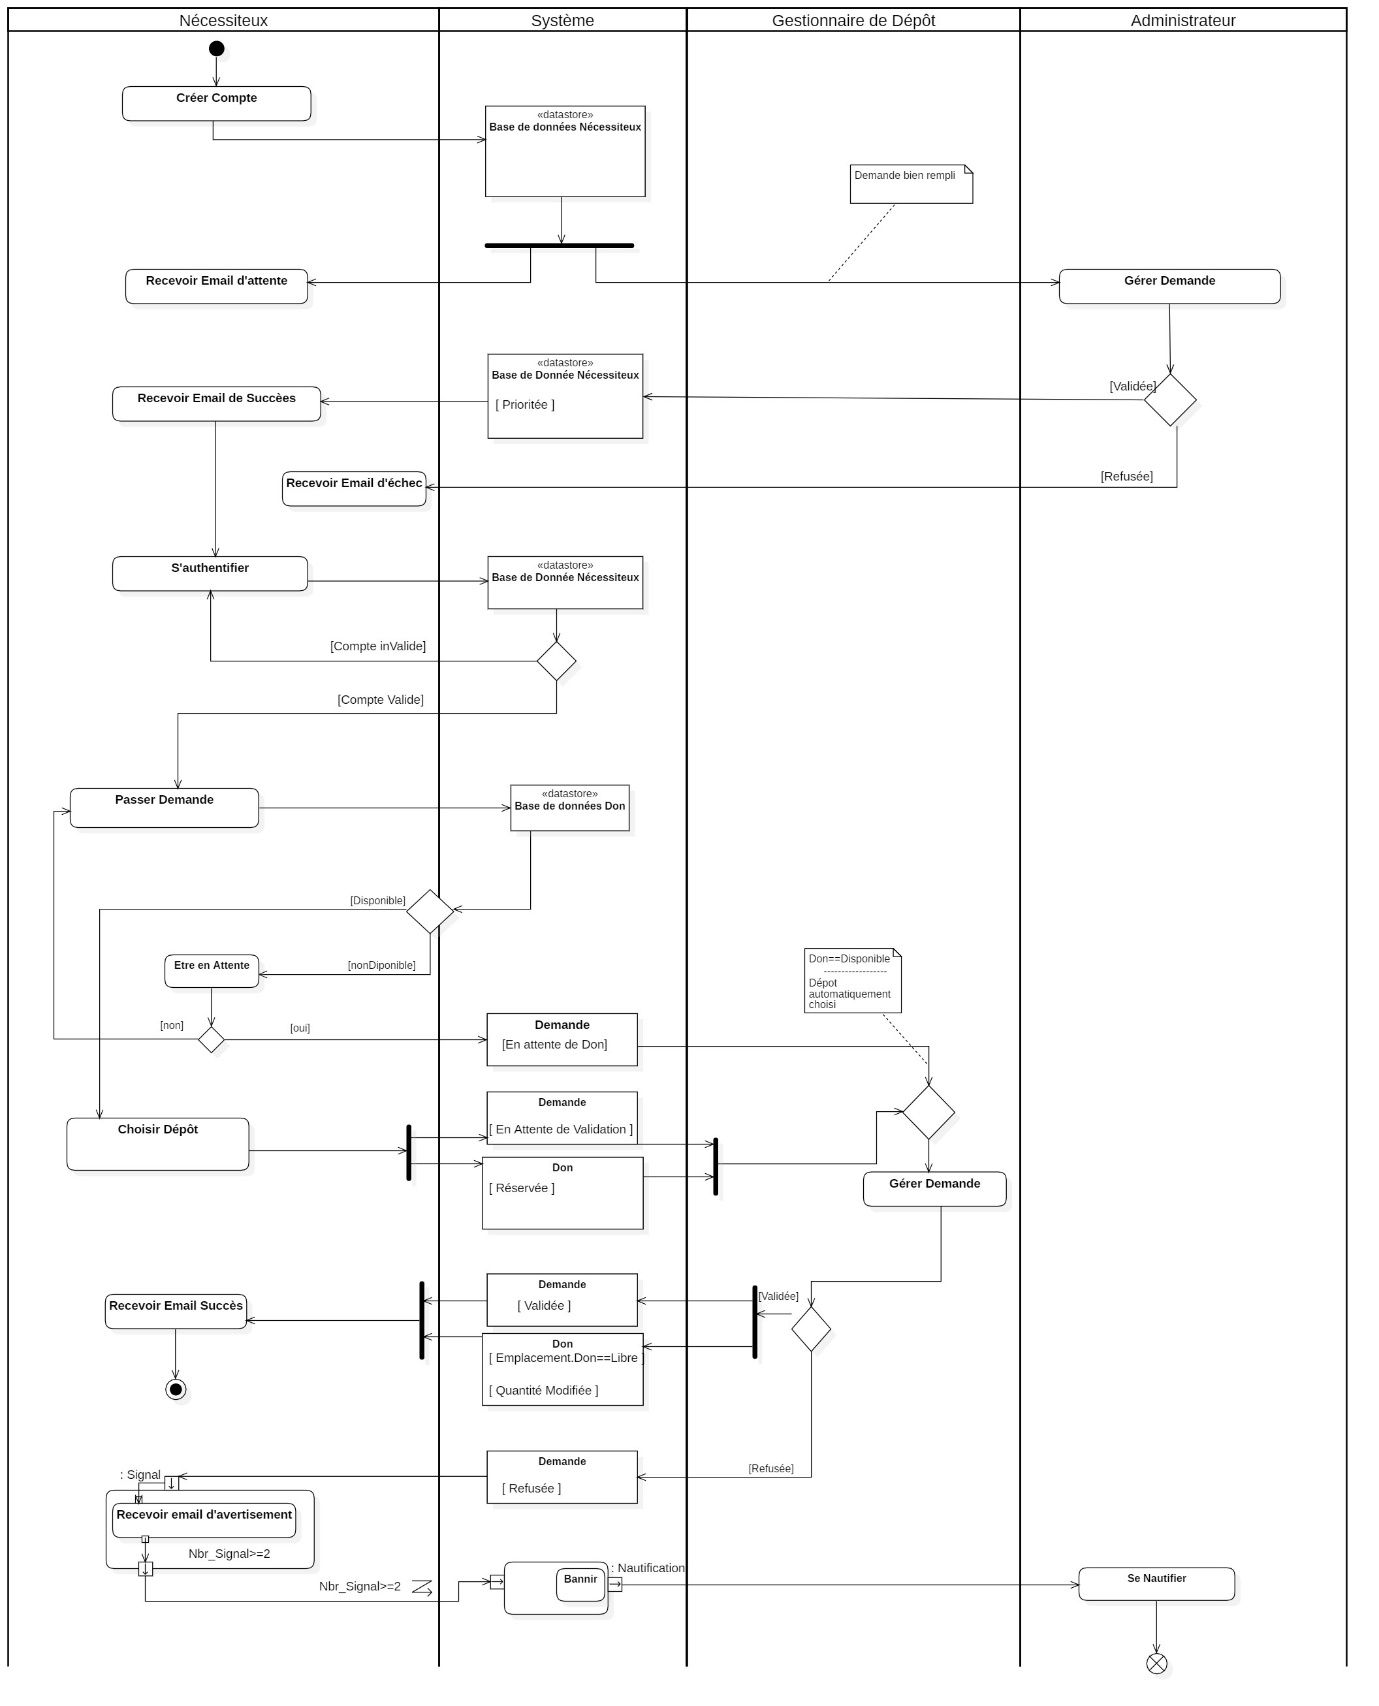 Nécessiteux
Système
Gestionnaire de Dépôt
Administrateur
Créer Compte
«datastore»
Base de données Nécessiteux
Demande bien rempli
Recevoir Email d'attente
Gérer Demande
«datastore»
Base de Donnée Nécessiteux
[ Prioritée ]
Recevoir Email de Succèes
[Validée]
[Refusée]
Recevoir Email d'échec
S'authentifier
«datastore»
Base de Donnée Nécessiteux
[Compte inValide]
[Compte Valide]
Passer Demande
«datastore»
Base de données Don
[Disponible]
Etre en Attente
[nonDiponible]
Don==Disponible
------------------
Dépot
automatiquement
choisi
[non]
[oui]
Demande
[En attente de Don]
Choisir Dépôt
Demande
[ En Attente de Validation ]
Don
[ Réservée ]
Gérer Demande
Recevoir Email Succès
Demande
[ Validée ]
[Validée]
Don
[ Emplacement.Don==Libre ]
[ Quantité Modifiée ]
Demande
[ Refusée ]
[Refusée]
: Signal
Recevoir email d'avertisement
Nbr_Signal>=2
Nbr_Signal>=2
Bannir
: Nautification
Se Nautifier